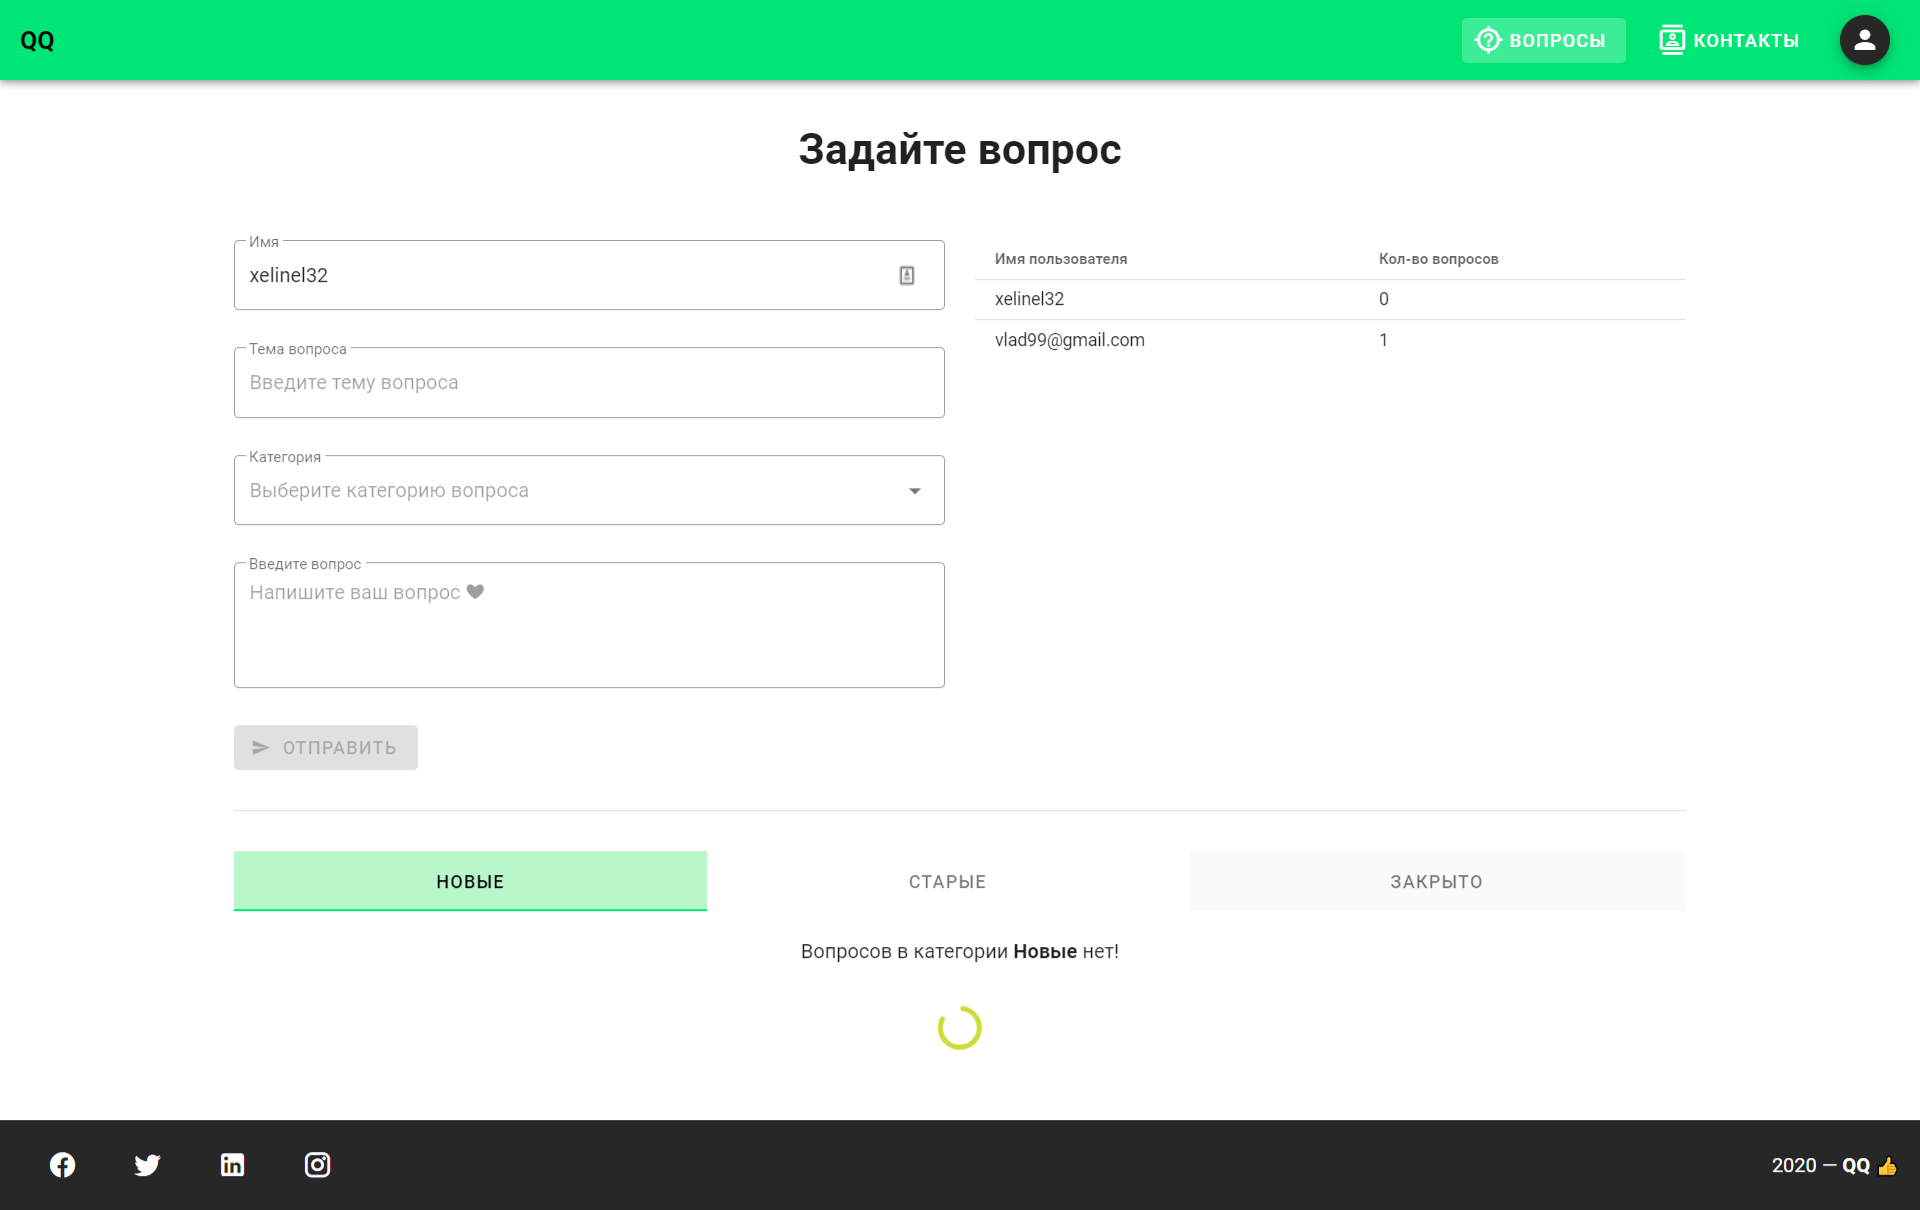 QQ
ВОПРОСЫ
КОНТАКТЫ
Задайте вопрос
Имя
xelinel32
Тема вопроса
Введите тему вопроса
Категория
Выберите категорию вопроса
Введите вопрос
Напишите ваш вопрос 🖤
ОТПРАВИТЬ
Имя пользователя Кол-во вопросов
xelinel32 0
vlad99@gmail.com 1
НОВЫЕ
СТАРЫЕ
ЗАКРЫТО
Вопросов в категории Новые нет!
2020 — QQ 👍